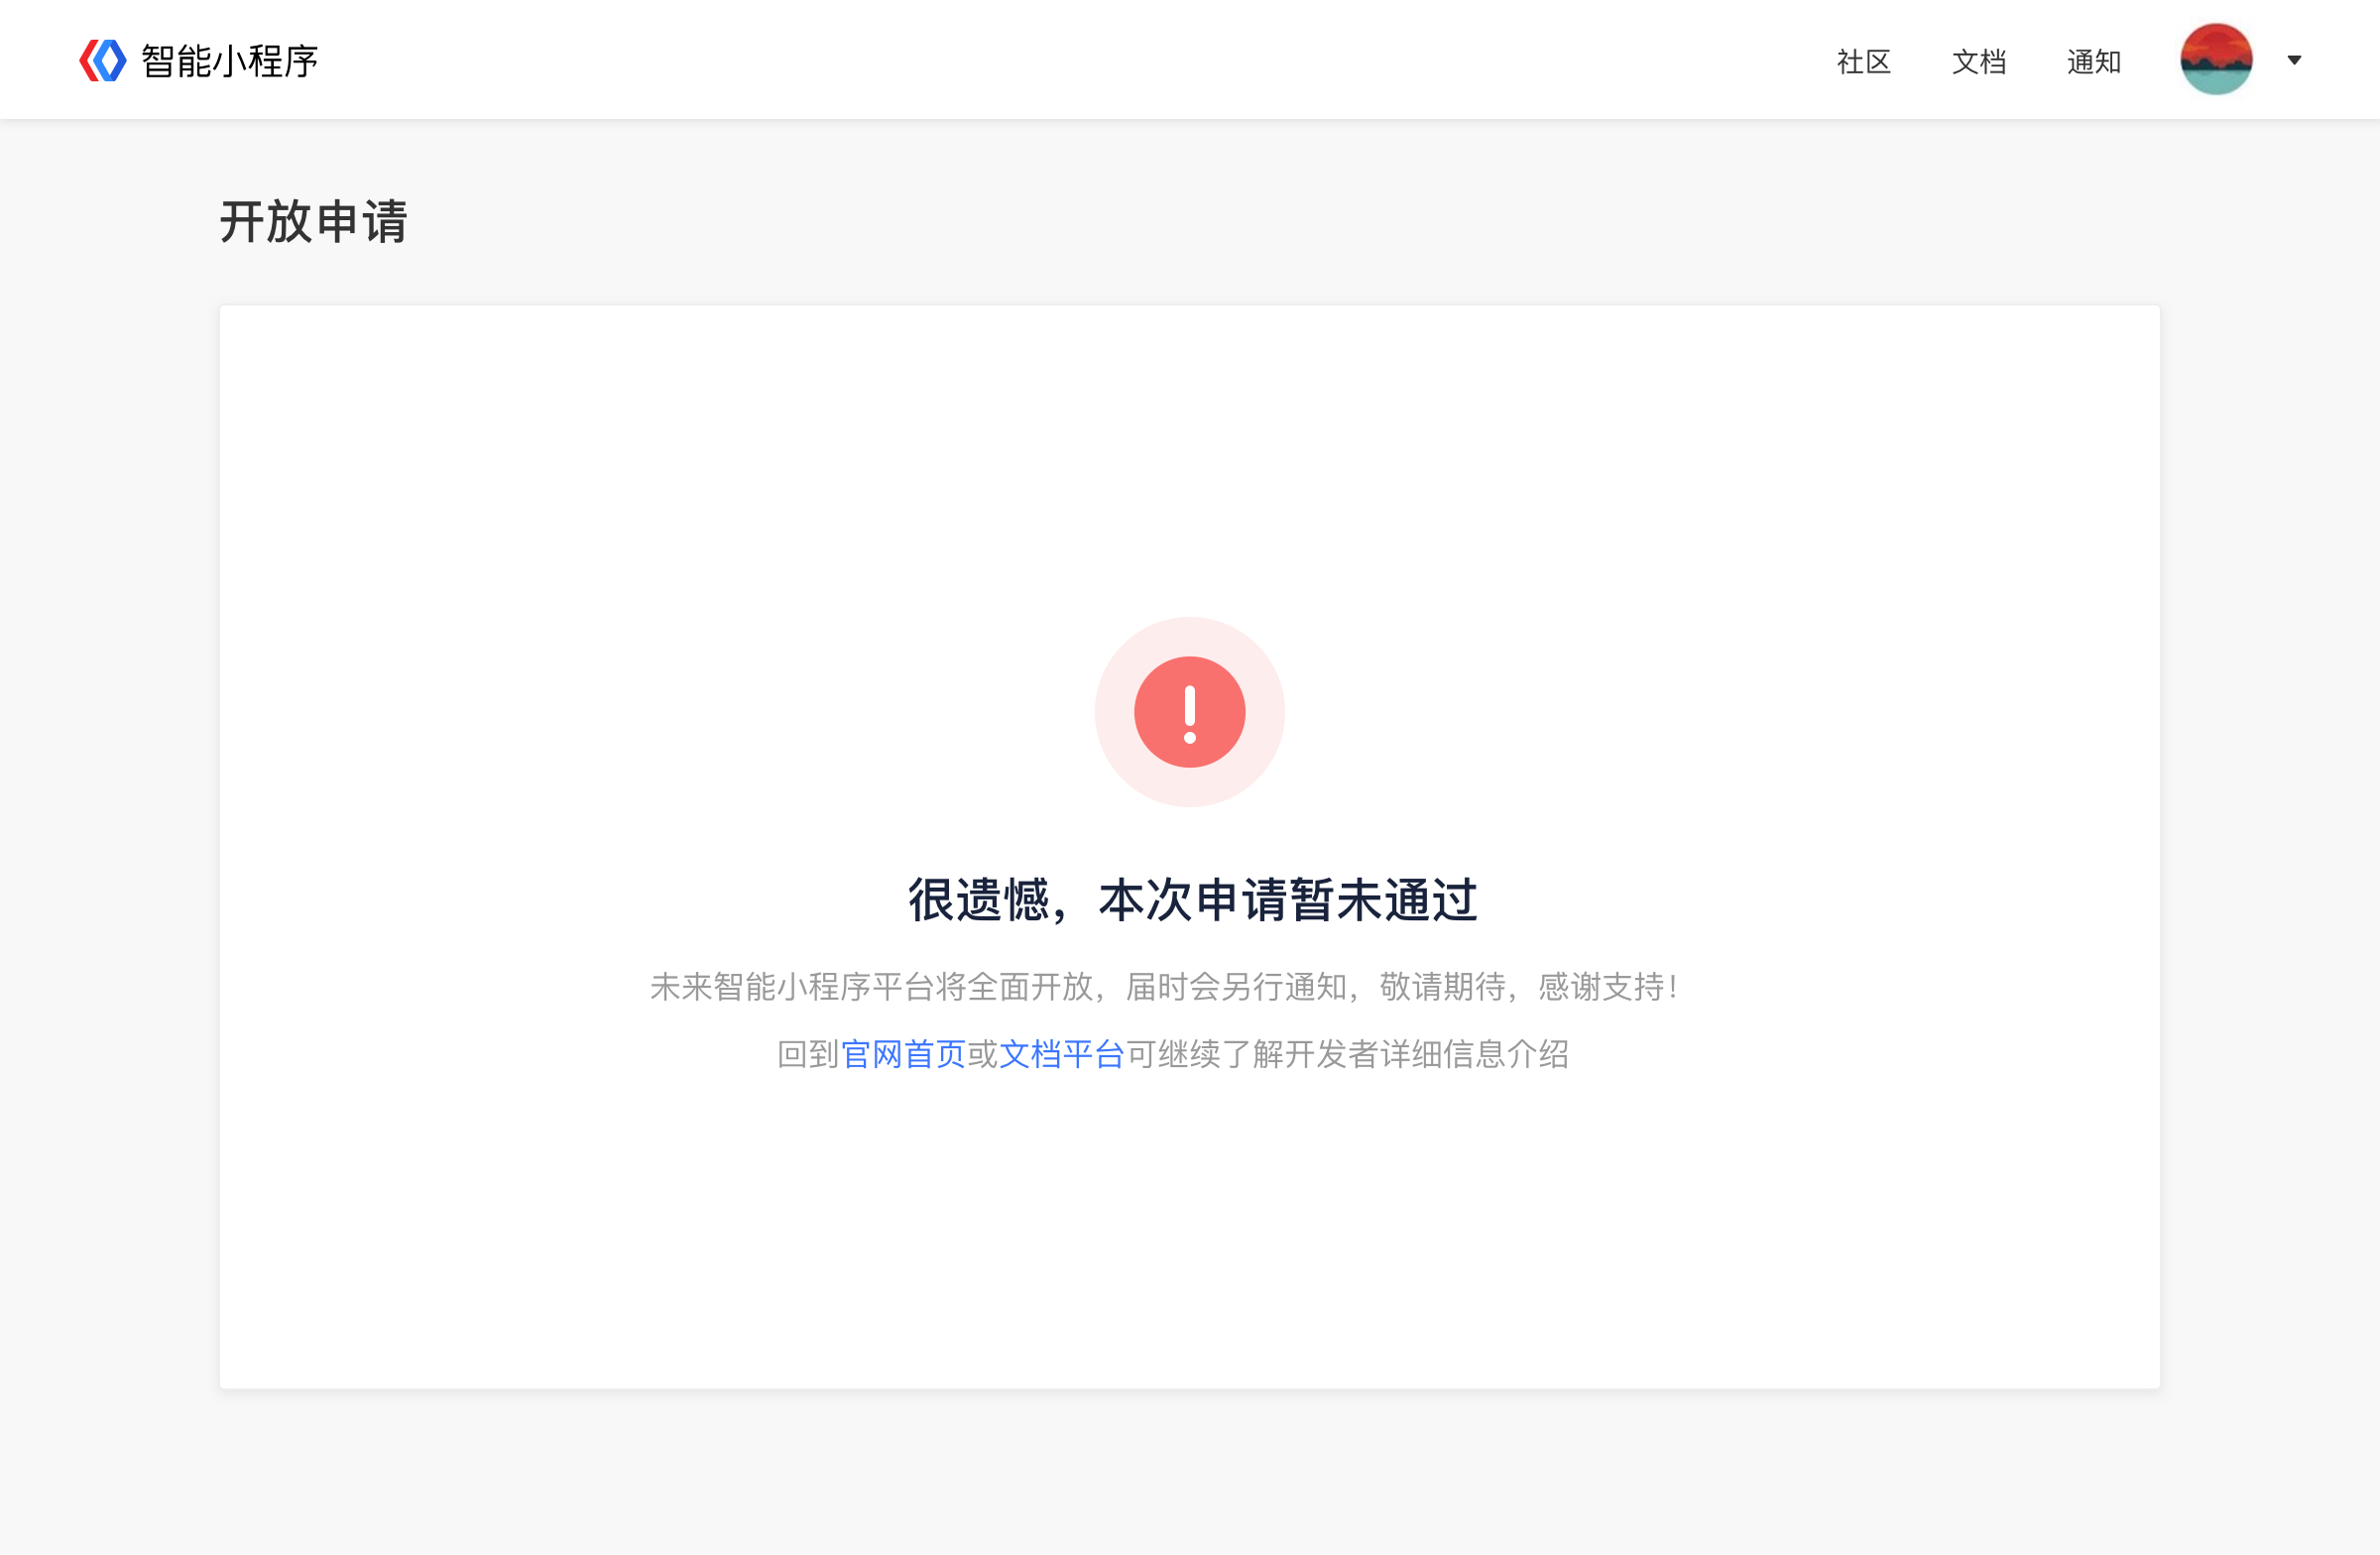 智能小程序
社区 文档 通知
开放申请
很遗憾，本次申请暂未通过
未来智能小程序平台将全面开放，届时会另行通知，敬请期待，感谢支持！
回到官网首页或文档平台可继续了解开发者详细信息介绍